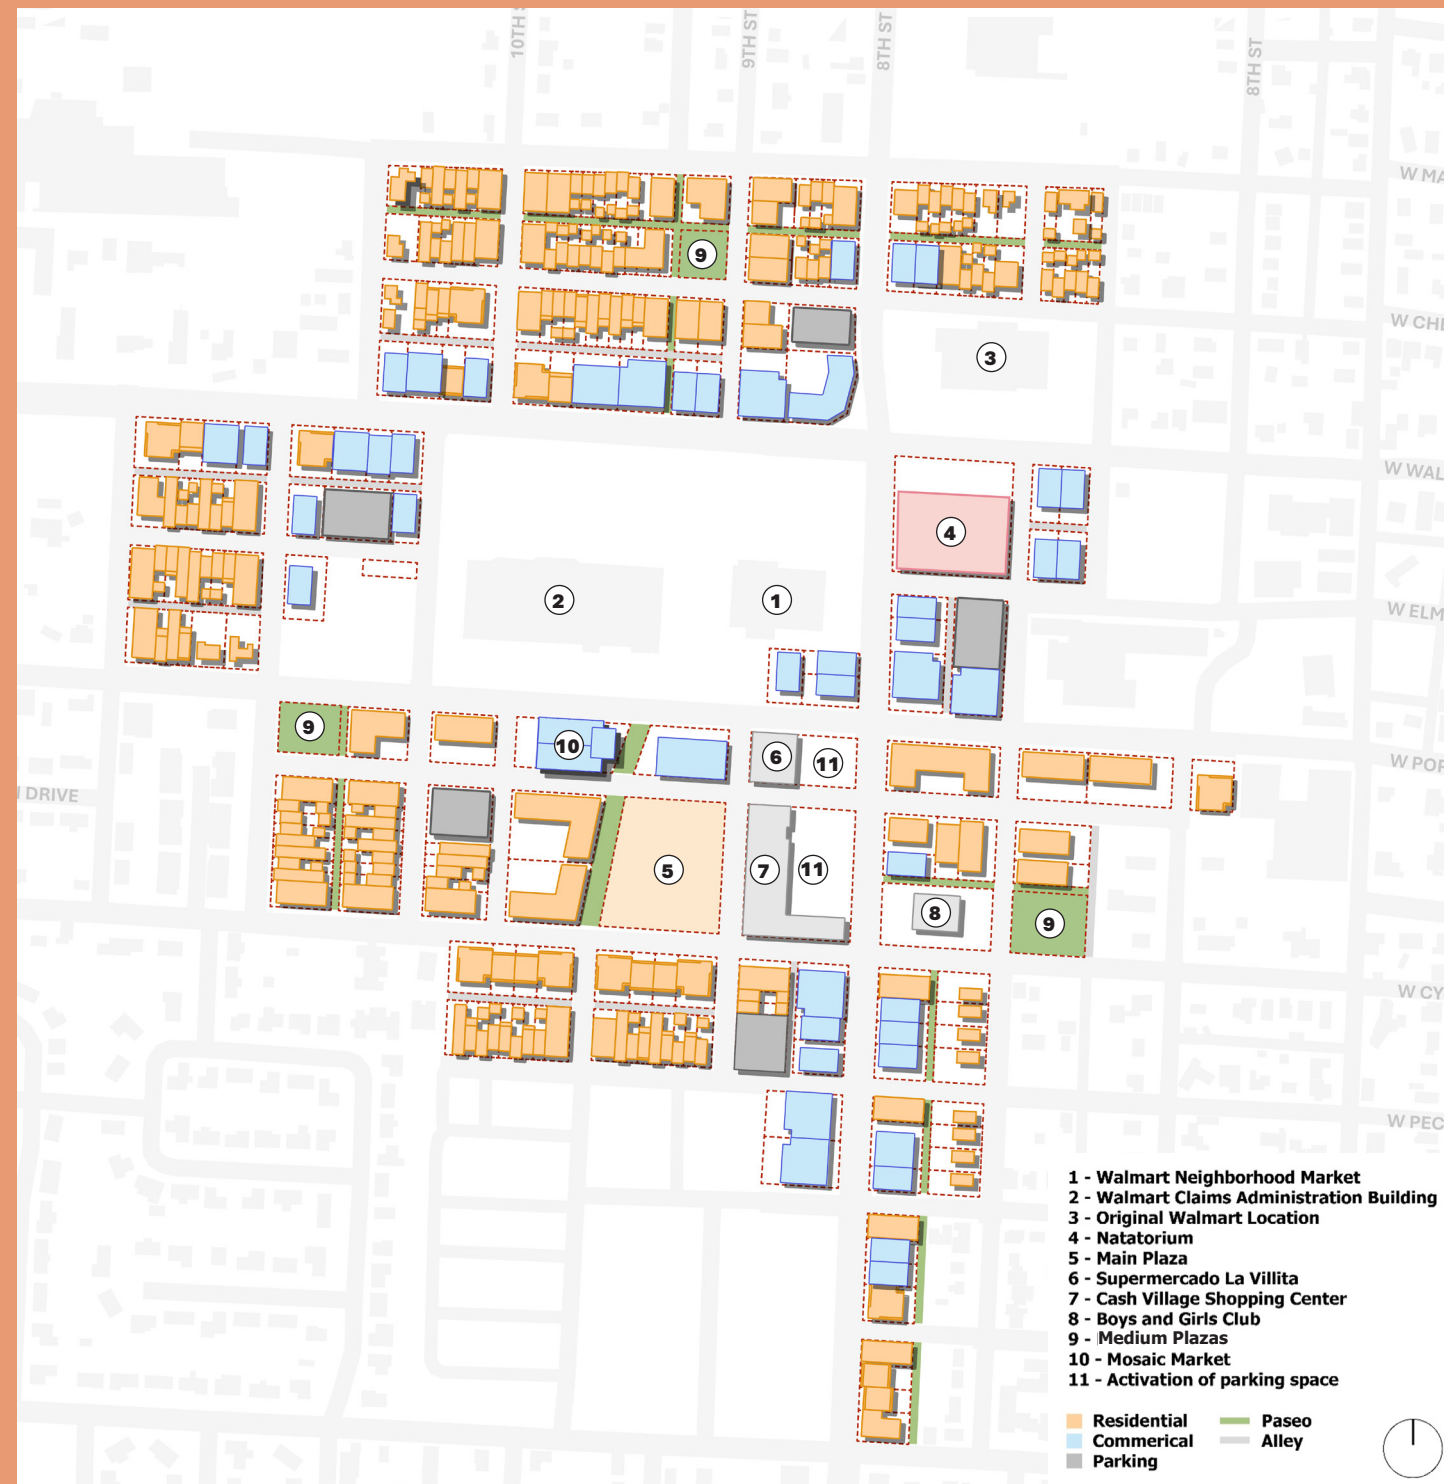 10TH S
9TH ST
8TH ST
8TH ST
W MA
9
W CHE
3
W WAL
4
2
1
W ELM
9
10
6
11
W POP
N DRIVE
5
7
11
8
9
W CY
W PEC
1 - Walmart Neighborhood Market
2 - Walmart Claims Administration Building
3 - Original Walmart Location
4 - Natatorium
5 - Main Plaza
6 - Supermercado La Villita
7 - Cash Village Shopping Center
8 - Boys and Girls Club
9 - Medium Plazas
10 - Mosaic Market
11 - Activation of parking space
Residential
Paseo
Commerical
Alley
Parking